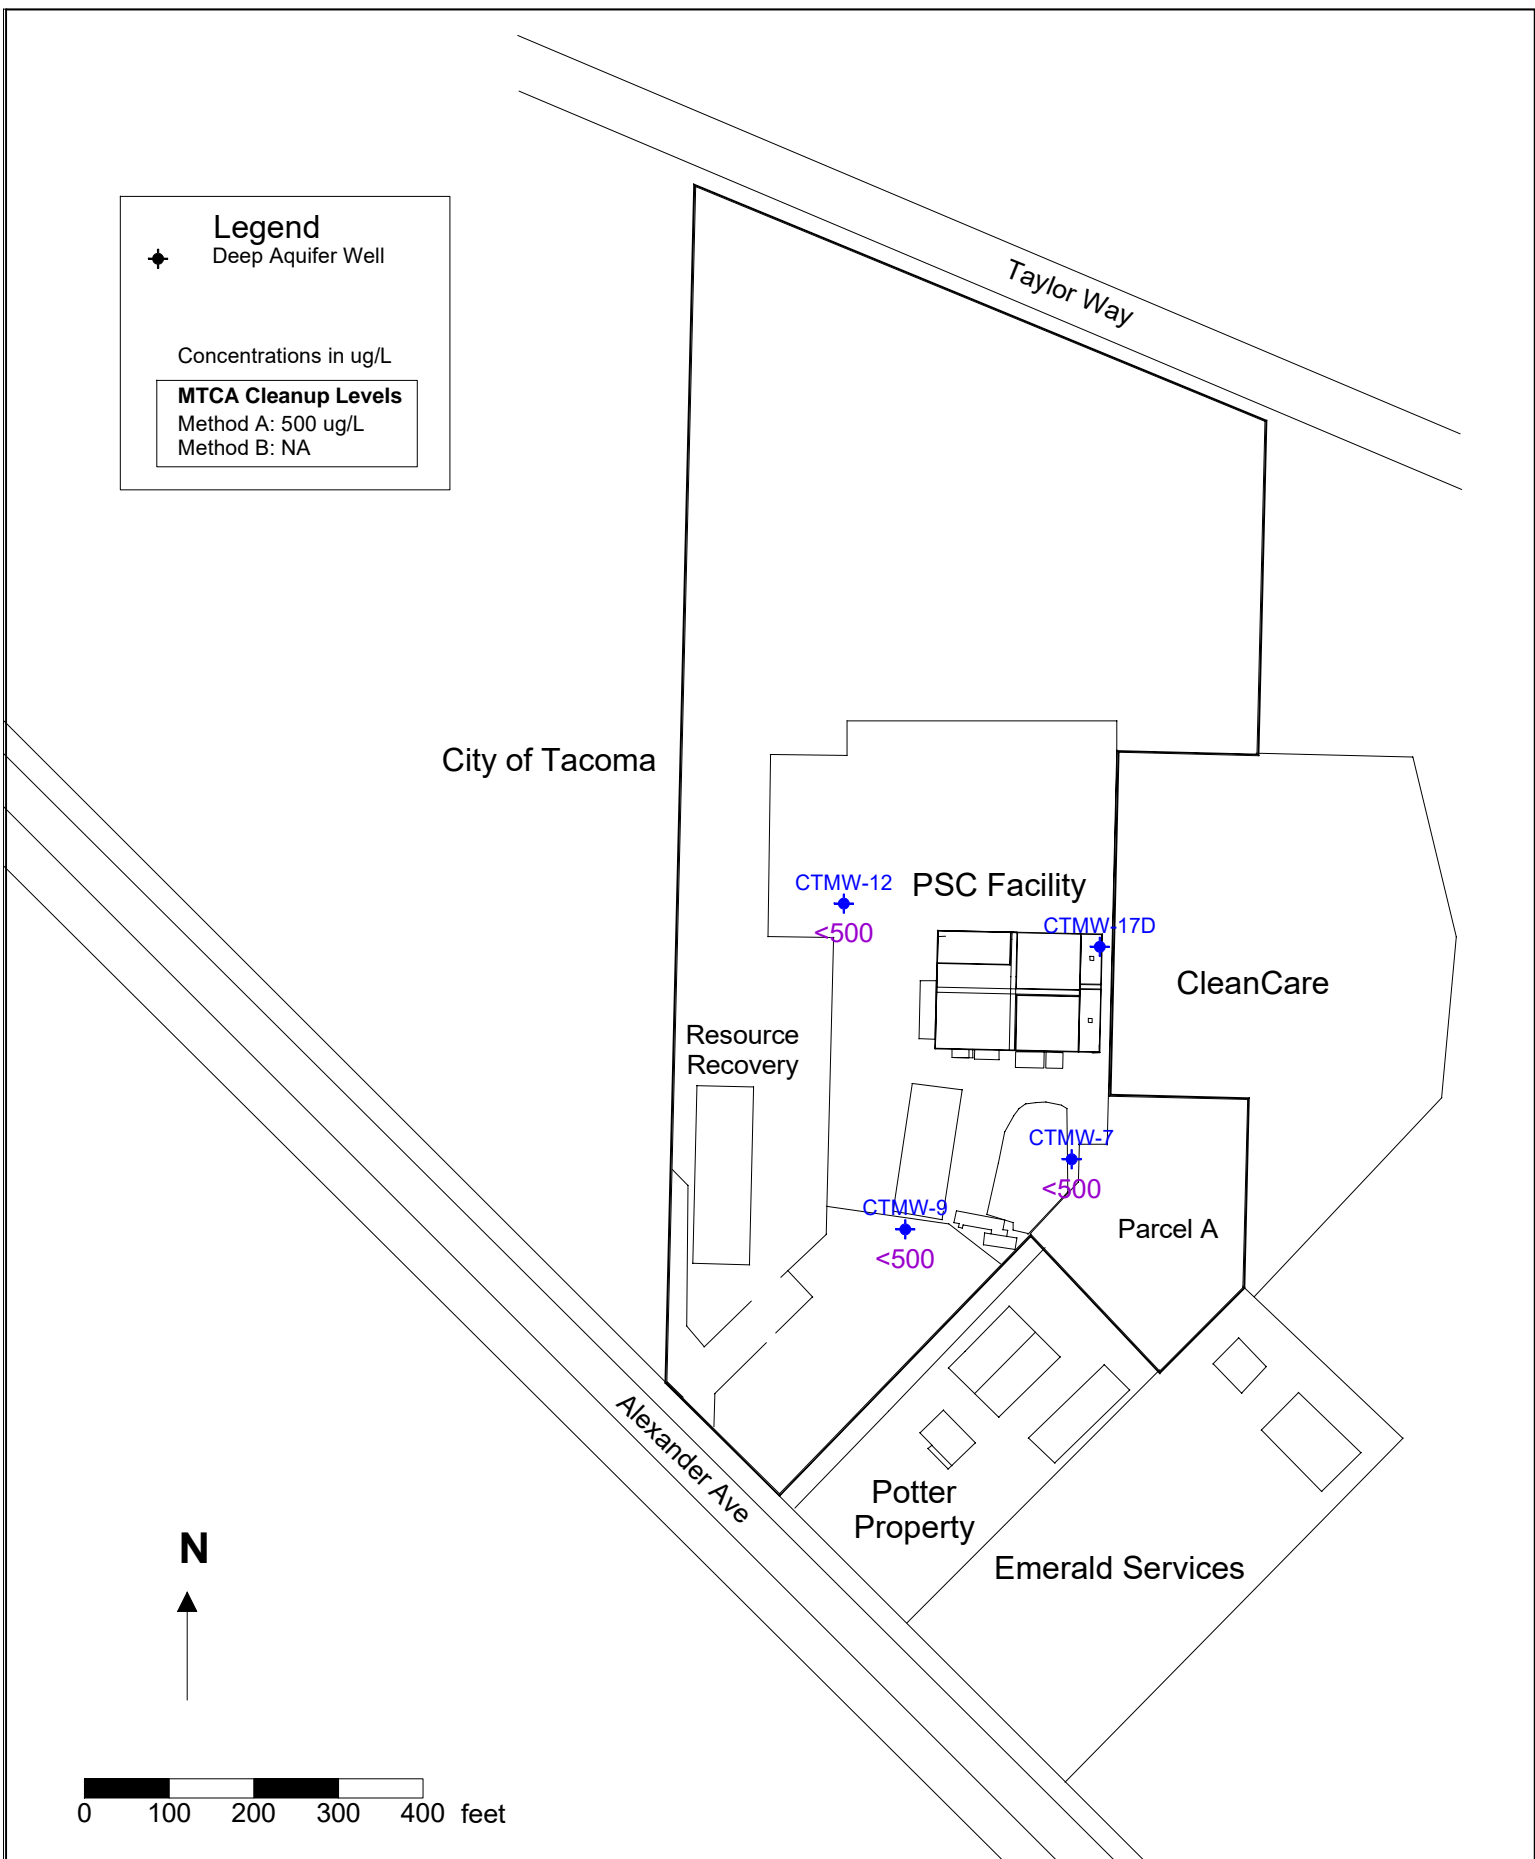 Legend
Deep Aquifer Well
Concentrations in ug/L
MTCA Cleanup Levels
Method A: 500 ug/L
Method B: NA
Taylor Way
City of Tacoma
CTMW-12
<500
PSC Facility
CTMW-17D
CleanCare
Resource
Recovery
CTMW-7
<500
CTMW-9
<500
Parcel A
Alexander Ave
Potter
Property
Emerald Services
N
0 100 200 300 400 feet